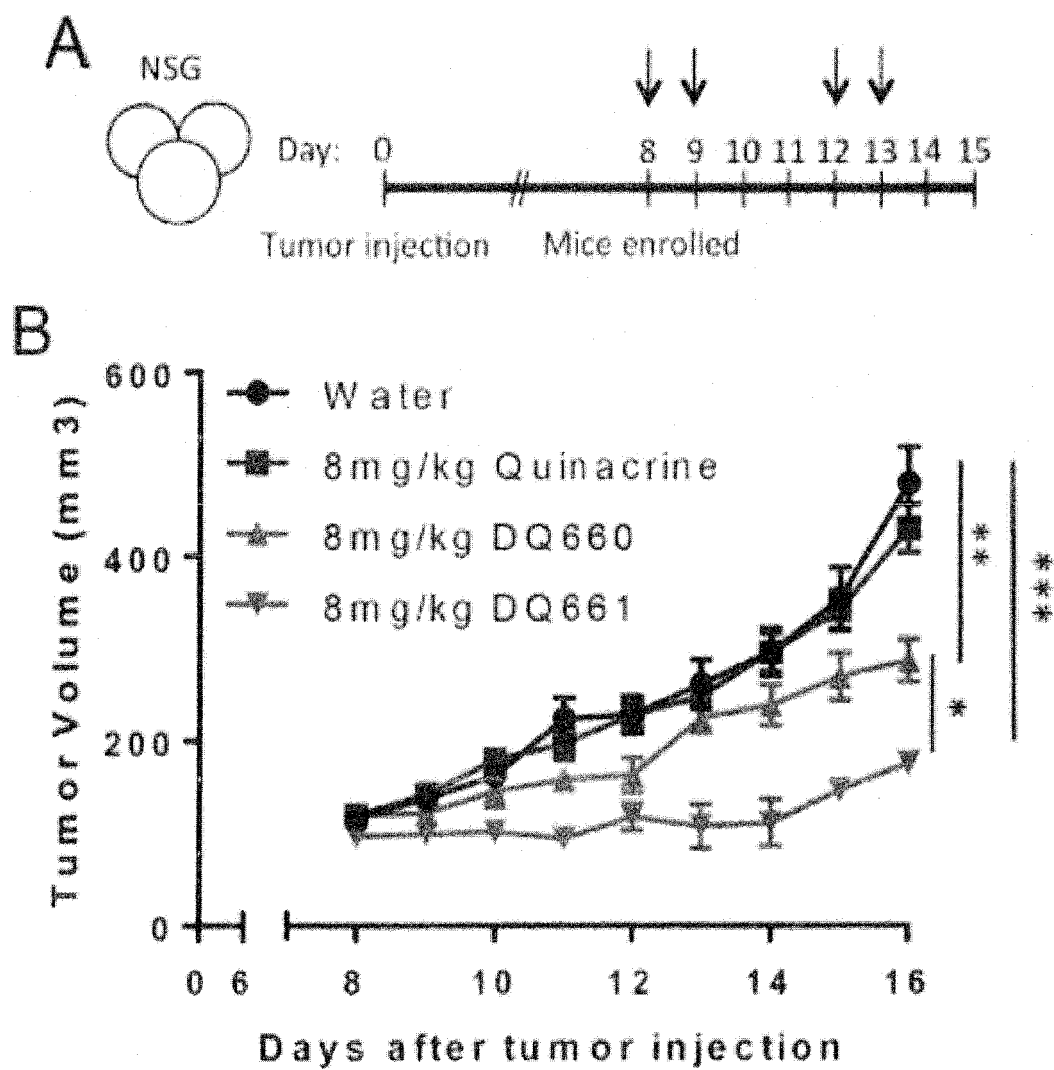 A
NSG
Day: 0 8 9 10 11 12 13 14 15
Tumor injection Mice enrolled
B
Tumor Volume (mm3)
600
400
200
0
Water
8mg/kg Quinacrine
8mg/kg DQ660
8mg/kg DQ661
**
***
*
0 6 8 10 12 14 16
Days after tumor injection